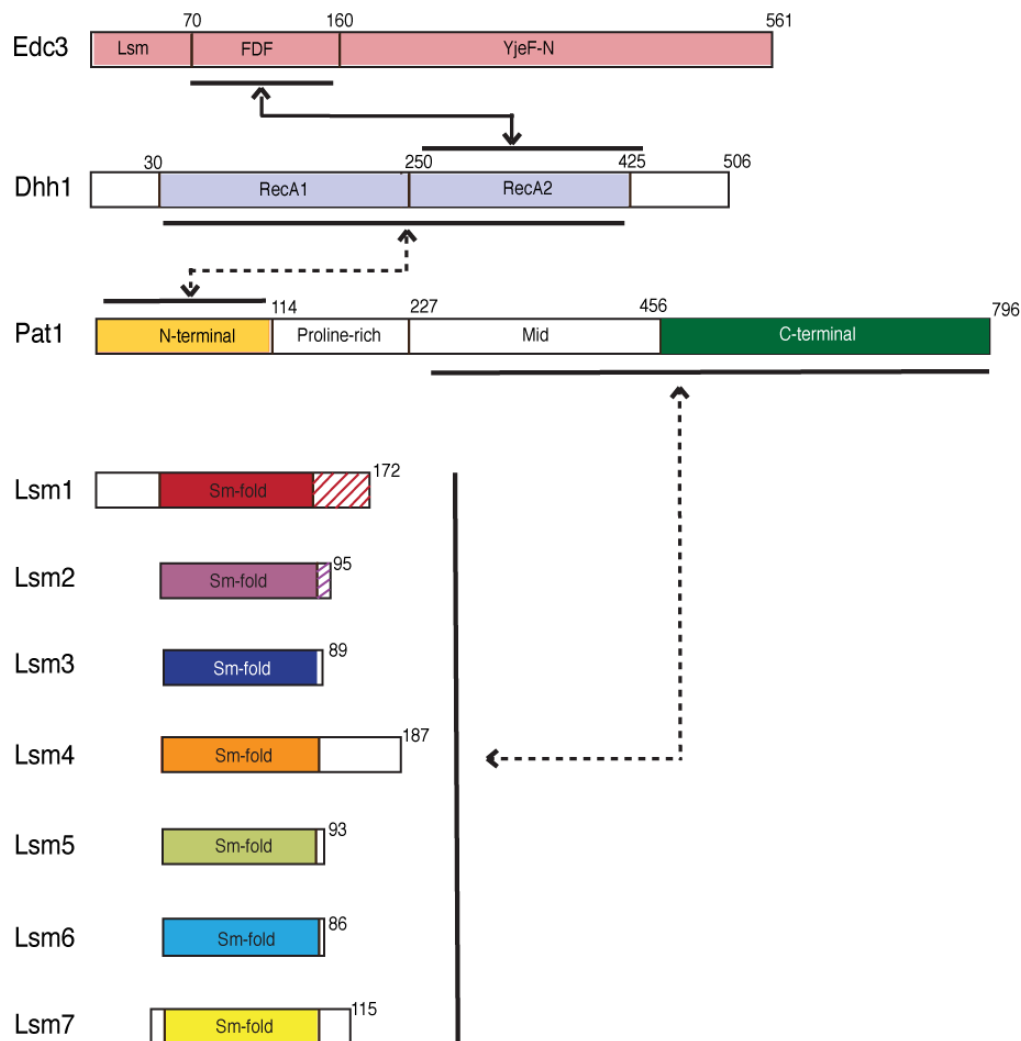 70 160 561
Edc3 Lsm FDF YjeF-N
30 250 425 506
Dhh1 RecA1 RecA2
114 227 456 796
Pat1 N-terminal Proline-rich Mid C-terminal
172
Lsm1 Sm-fold
95
Lsm2 Sm-fold
89
Lsm3 Sm-fold
187
Lsm4 Sm-fold
93
Lsm5 Sm-fold
86
Lsm6 Sm-fold
115
Lsm7 Sm-fold